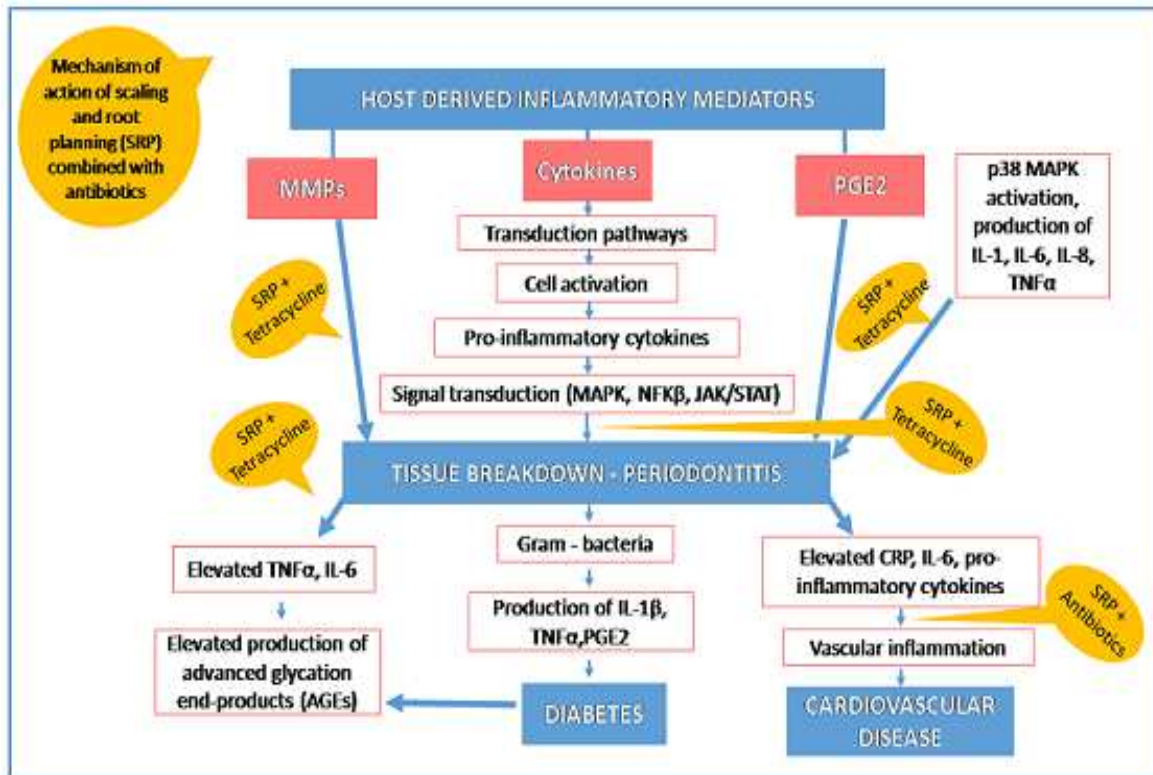 Mechanism of
action of scaling
and root
planning (SRP)
combined with
antibiotics
HOST DERIVED INFLAMMATORY MEDIATORS
MMPs
Cytokines
PGE2
p38 MAPK
activation,
production of
IL-1, IL-6, IL-8,
TNFα
Transduction pathways
Cell activation
Pro-inflammatory cytokines
Signal transduction (MAPK, NFKβ, JAK/STAT)
SRP +
Tetracycline
SRP +
Tetracycline
SRP +
Tetracycline
SRP +
Tetracycline
TISSUE BREAKDOWN - PERIODONTITIS
Elevated TNFα, IL-6
Elevated production of
advanced glycation
end-products (AGEs)
Gram - bacteria
Production of IL-1β,
TNFα,PGE2
DIABETES
Elevated CRP, IL-6, pro-
inflammatory cytokines
SRP +
Antibiotics
Vascular inflammation
CARDIOVASCULAR
DISEASE